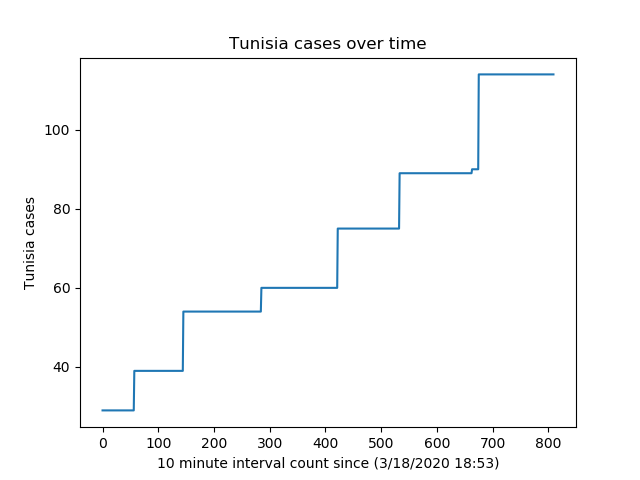 Tunisia cases over time
100
80
60
40
Tunisia cases
0 100 200 300 400 500 600 700 800
10 minute interval count since (3/18/2020 18:53)